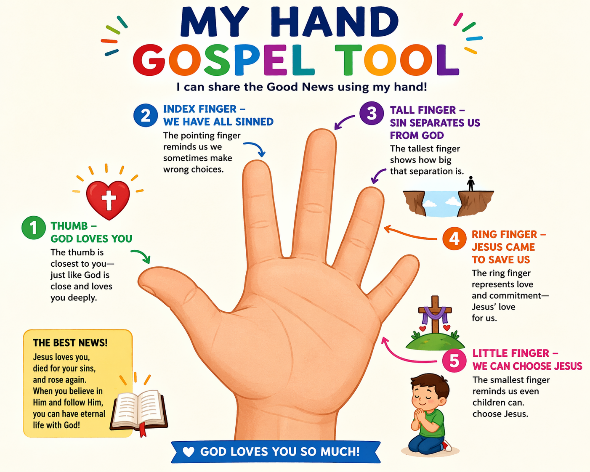 MY HAND
GOSPEL TOOL
I can share the Good News using my hand!
1
THUMB –
GOD LOVES YOU
The thumb is
closest to you—
just like God is
close and loves
you deeply.
2
INDEX FINGER –
WE HAVE ALL SINNED
The pointing finger
reminds us we
sometimes make
wrong choices.
3
TALL FINGER –
SIN SEPARATES US
FROM GOD
The tallest finger
shows how big
that separation is.
4
RING FINGER –
JESUS CAME
TO SAVE US
The ring finger
represents love
and commitment—
Jesus' love
for us.
5
LITTLE FINGER –
WE CAN CHOOSE JESUS
The smallest finger
reminds us even
children can.
choose Jesus.
THE BEST NEWS!
Jesus loves you,
died for your sins,
and rose again.
When you believe in
Him and follow Him,
you can have eternal
life with God!
GOD LOVES YOU SO MUCH!